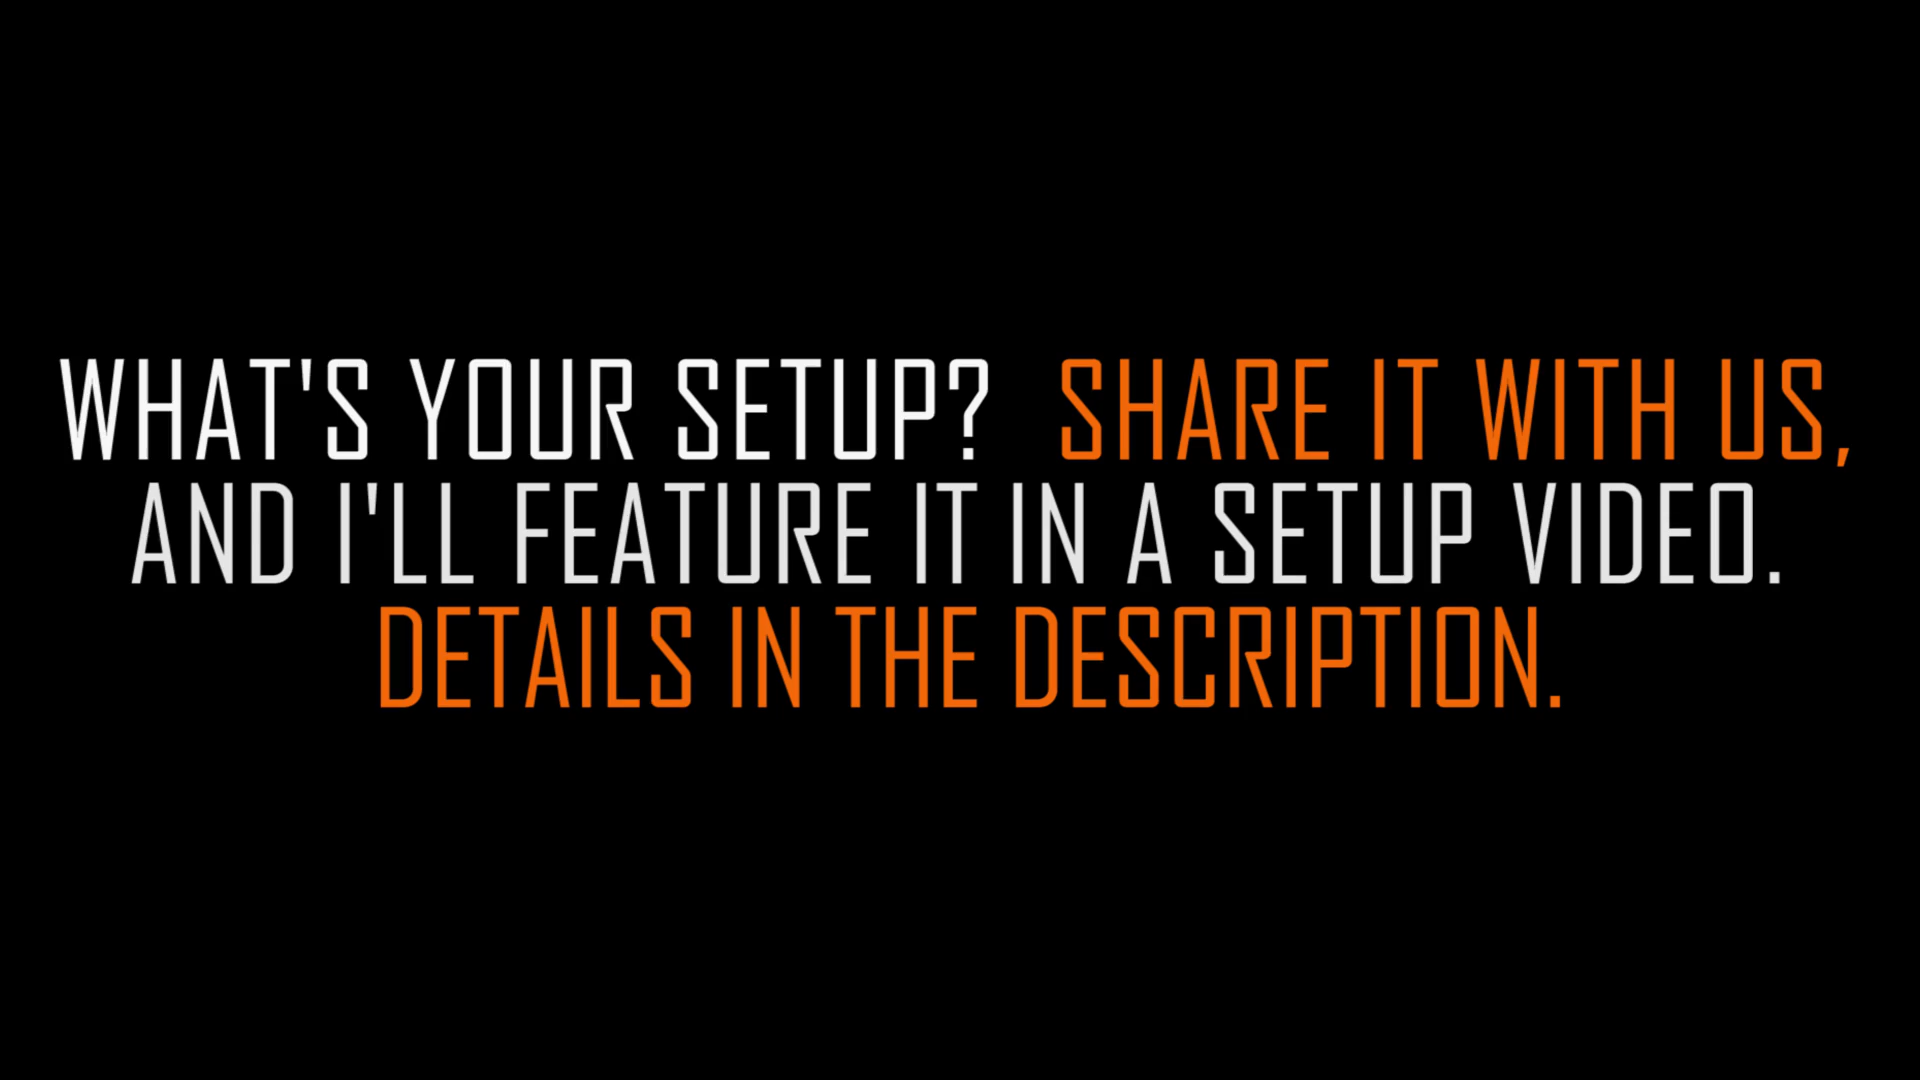 WHAT'S YOUR SETUP? SHARE IT WITH US,
AND I'LL FEATURE IT IN A SETUP VIDEO.
DETAILS IN THE DESCRIPTION.